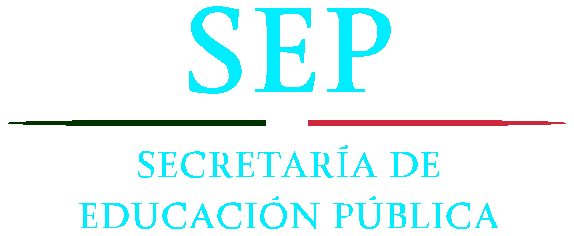 SEP
SECRETARÍA DE
EDUCACIÓN PÚBLICA